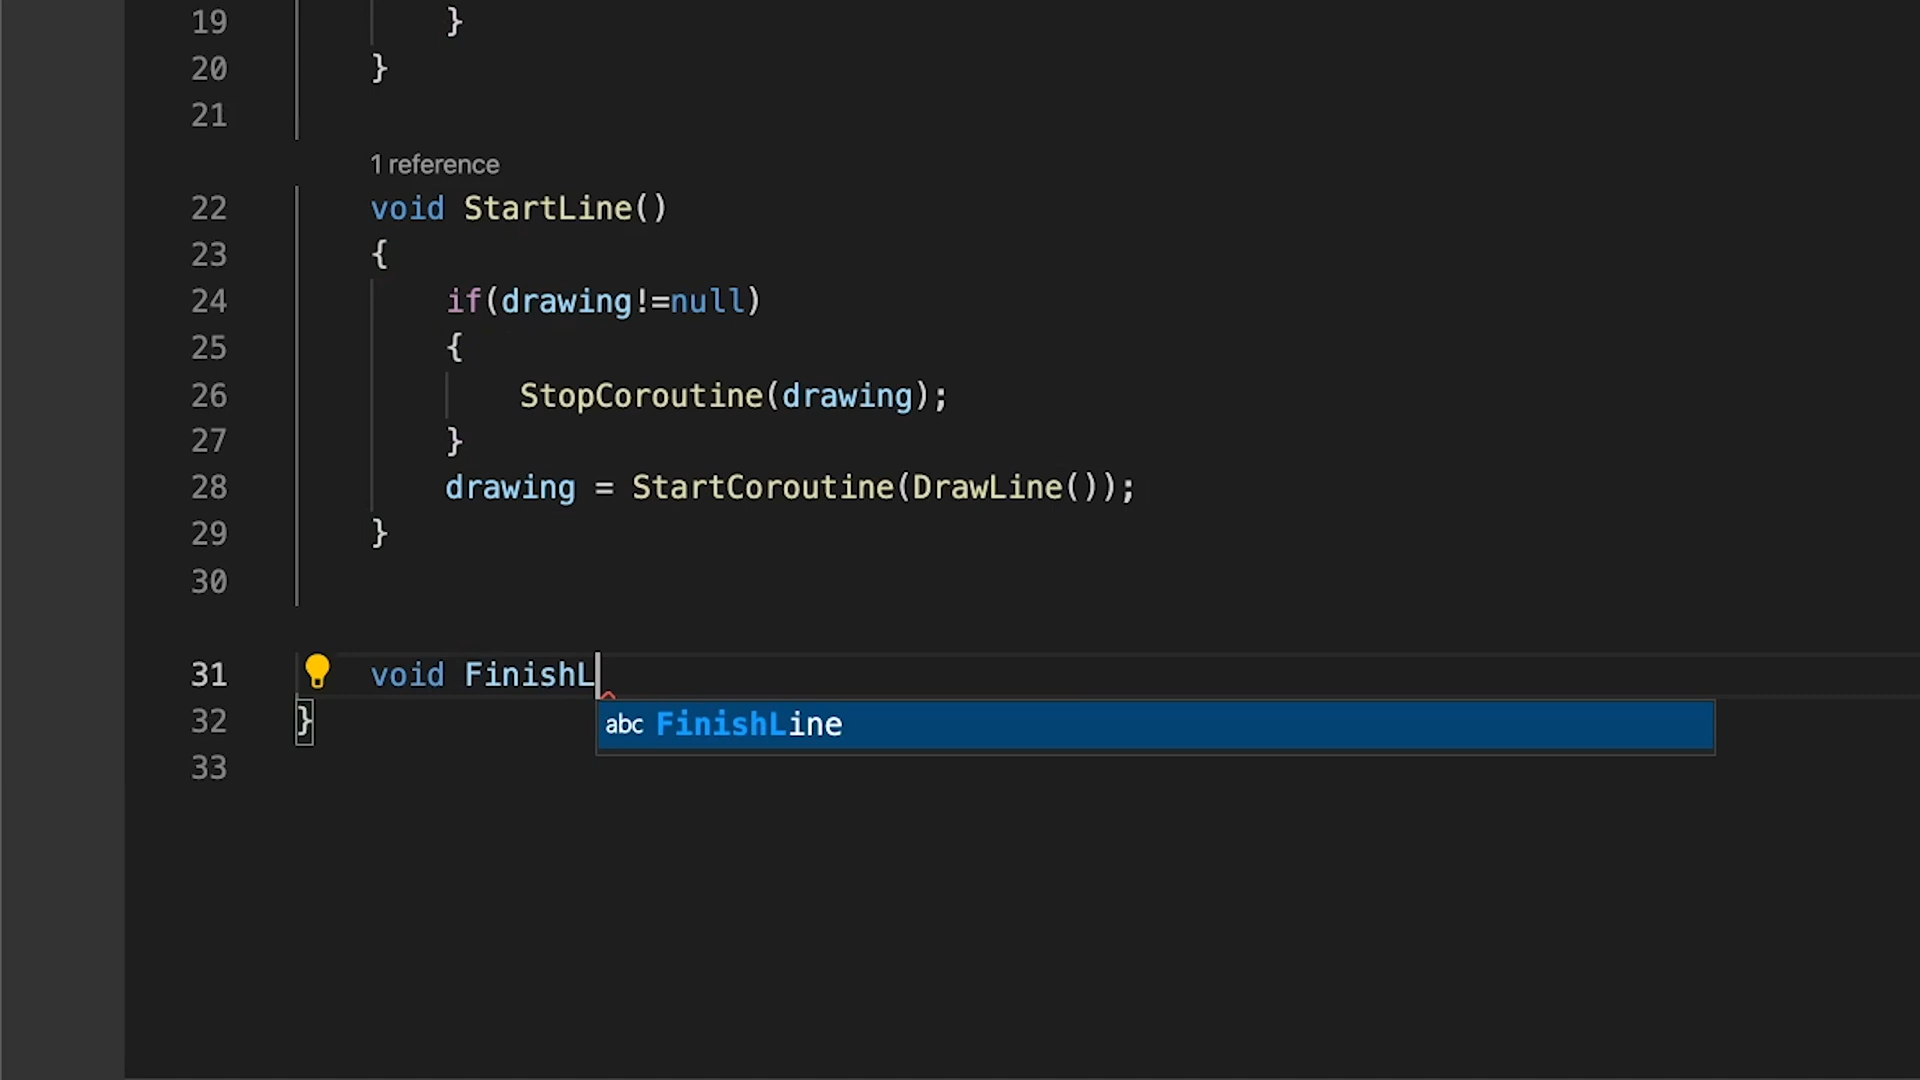 19 }
20 }
21
1 reference
22 void StartLine()
23 {
24 if(drawing!=null)
25 {
26 StopCoroutine(drawing);
27 }
28 drawing = StartCoroutine(DrawLine());
29 }
30
31 void FinishL
32 }
abc FinishLine
33